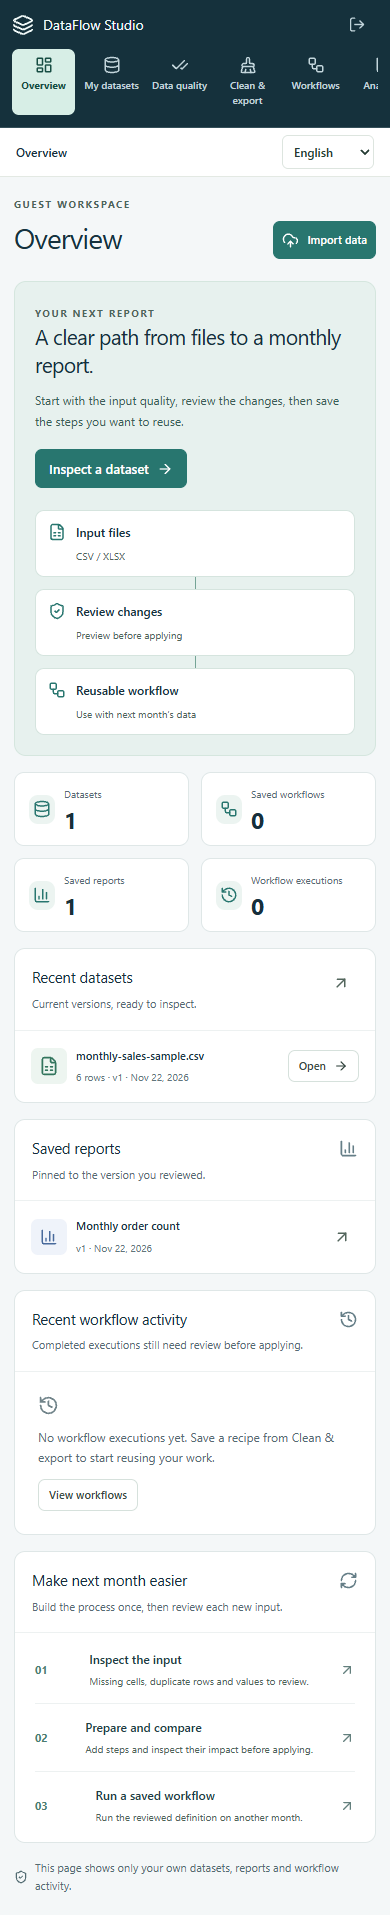 DataFlow Studio
Overview
My datasets
Data quality
Clean &
export
Workflows
Ana
Overview
English
GUEST WORKSPACE
Overview
Import data
YOUR NEXT REPORT
A clear path from files to a monthly
report.
Start with the input quality, review the changes, then save
the steps you want to reuse.
Inspect a dataset
Input files
CSV / XLSX
Review changes
Preview before applying
Reusable workflow
Use with next month's data
Datasets
1
Saved workflows
0
Saved reports
1
Workflow executions
0
Recent datasets
Current versions, ready to inspect.
monthly-sales-sample.csv
6 rows · v1 · Nov 22, 2026
Open
Saved reports
Pinned to the version you reviewed.
Monthly order count
v1 · Nov 22, 2026
Recent workflow activity
Completed executions still need review before applying.
No workflow executions yet. Save a recipe from Clean &
export to start reusing your work.
View workflows
Make next month easier
Build the process once, then review each new input.
01
Inspect the input
Missing cells, duplicate rows and values to review.
02
Prepare and compare
Add steps and inspect their impact before applying.
03
Run a saved workflow
Run the reviewed definition on another month.
This page shows only your own datasets, reports and workflow
activity.